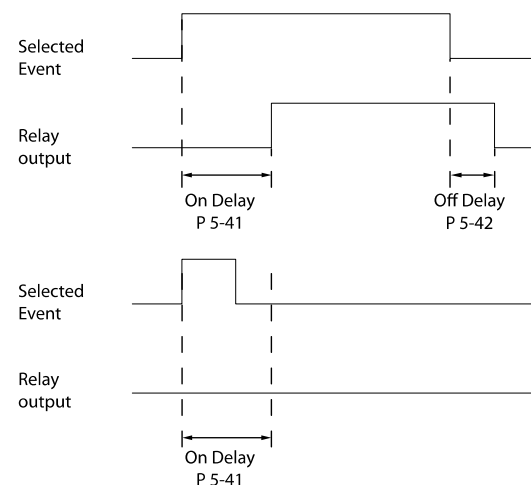 Selected
Event
Relay
output
On Delay
P 5-41
Off Delay
P 5-42
Selected
Event
Relay
output
On Delay
P 5-41